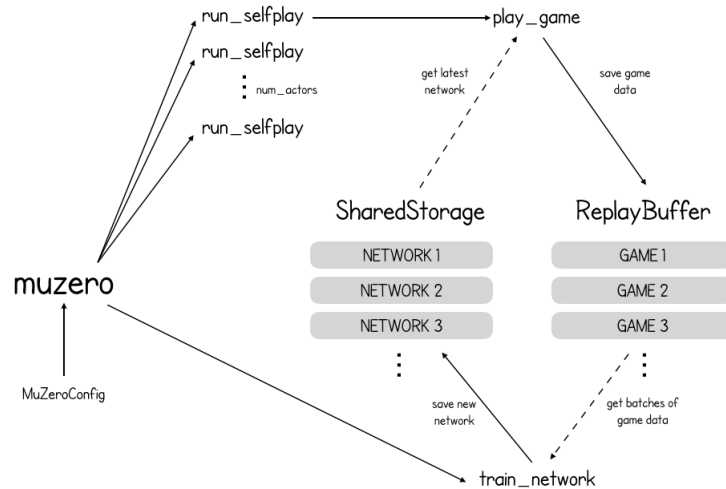 run_selfplay
play_game
run_selfplay
num_actors
run_selfplay
get latest
network
save game
data
SharedStorage
ReplayBuffer
NETWORK 1
GAME 1
NETWORK 2
GAME 2
NETWORK 3
GAME 3
muzero
MuZeroConfig
save new
network
get batches of
game data
train_network